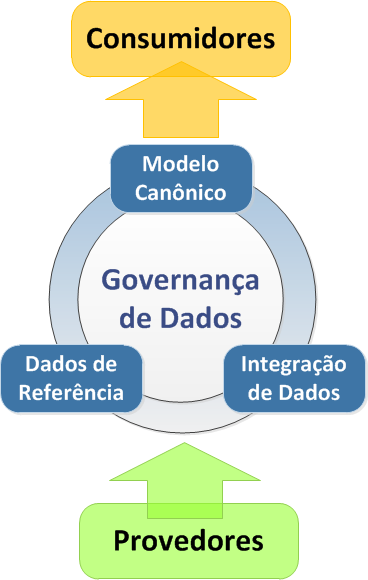 Consumidores
Modelo
Canônico
Governança
de Dados
Dados de
Referência
Integração
de Dados
Provedores